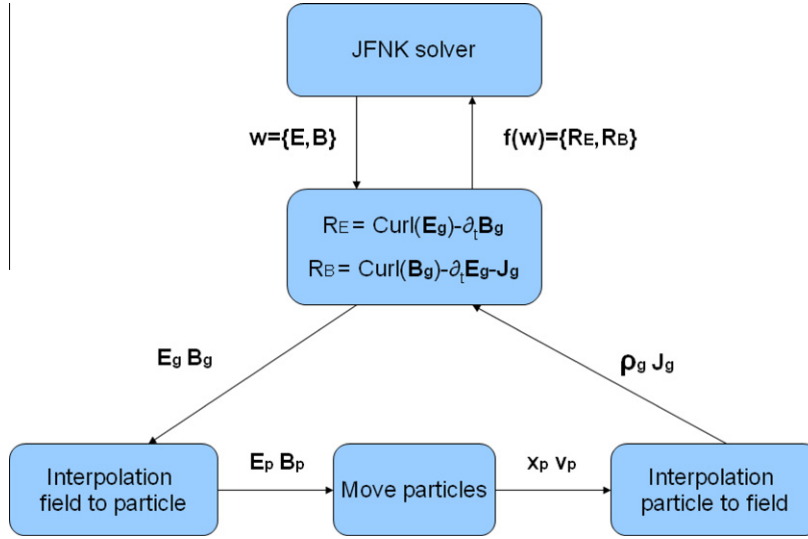 JFNK solver
w={E,B}
f(w)={RE,RB}
RE = Curl(Eg)-∂tBg
RB = Curl(Bg)-∂tEg-Jg
Eg Bg
ρg Jg
Interpolation
field to particle
Ep Bp
Move particles
xp vp
Interpolation
particle to field